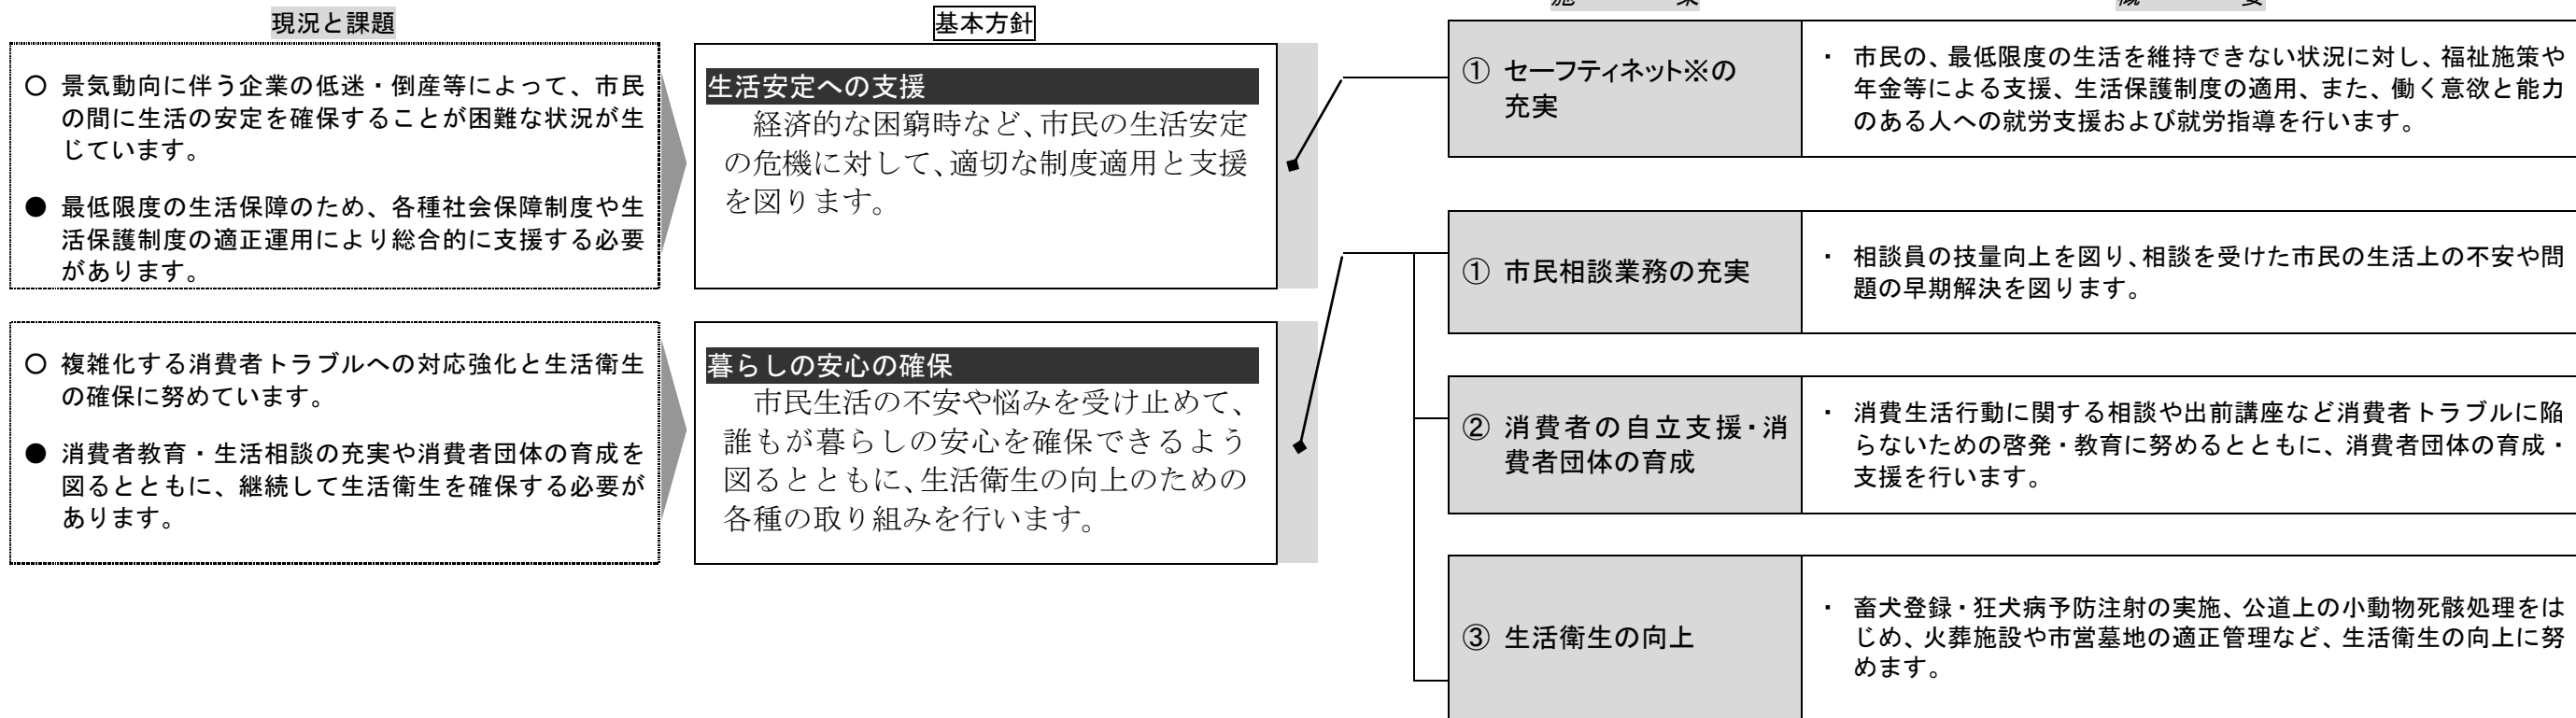 現況と課題
基本方針
○ 景気動向に伴う企業の低迷・倒産等によって、市民
の間に生活の安定を確保することが困難な状況が生
じています。
● 最低限度の生活保障のため、各種社会保障制度や生
活保護制度の適正運用により総合的に支援する必要
があります。
生活安定への支援
経済的な困窮時など、市民の生活安定
の危機に対して、適切な制度適用と支援
を図ります。
① セーフティネット※の
充実
・ 市民の、最低限度の生活を維持できない状況に対し、福祉施策や
年金等による支援、生活保護制度の適用、また、働く意欲と能力
のある人への就労支援および就労指導を行います。
○ 複雑化する消費者トラブルへの対応強化と生活衛生
の確保に努めています。
● 消費者教育・生活相談の充実や消費者団体の育成を
図るとともに、継続して生活衛生を確保する必要が
あります。
暮らしの安心の確保
市民生活の不安や悩みを受け止めて、
誰もが暮らしの安心を確保できるよう
図るとともに、生活衛生の向上のための
各種の取り組みを行います。
① 市民相談業務の充実
・ 相談員の技量向上を図り、相談を受けた市民の生活上の不安や問
題の早期解決を図ります。
② 消費者の自立支援・消
費者団体の育成
・ 消費生活行動に関する相談や出前講座など消費者トラブルに陥
らないための啓発・教育に努めるとともに、消費者団体の育成・
支援を行います。
③ 生活衛生の向上
・ 畜犬登録・狂犬病予防注射の実施、公道上の小動物死骸処理をは
じめ、火葬施設や市営墓地の適正管理など、生活衛生の向上に努
めます。